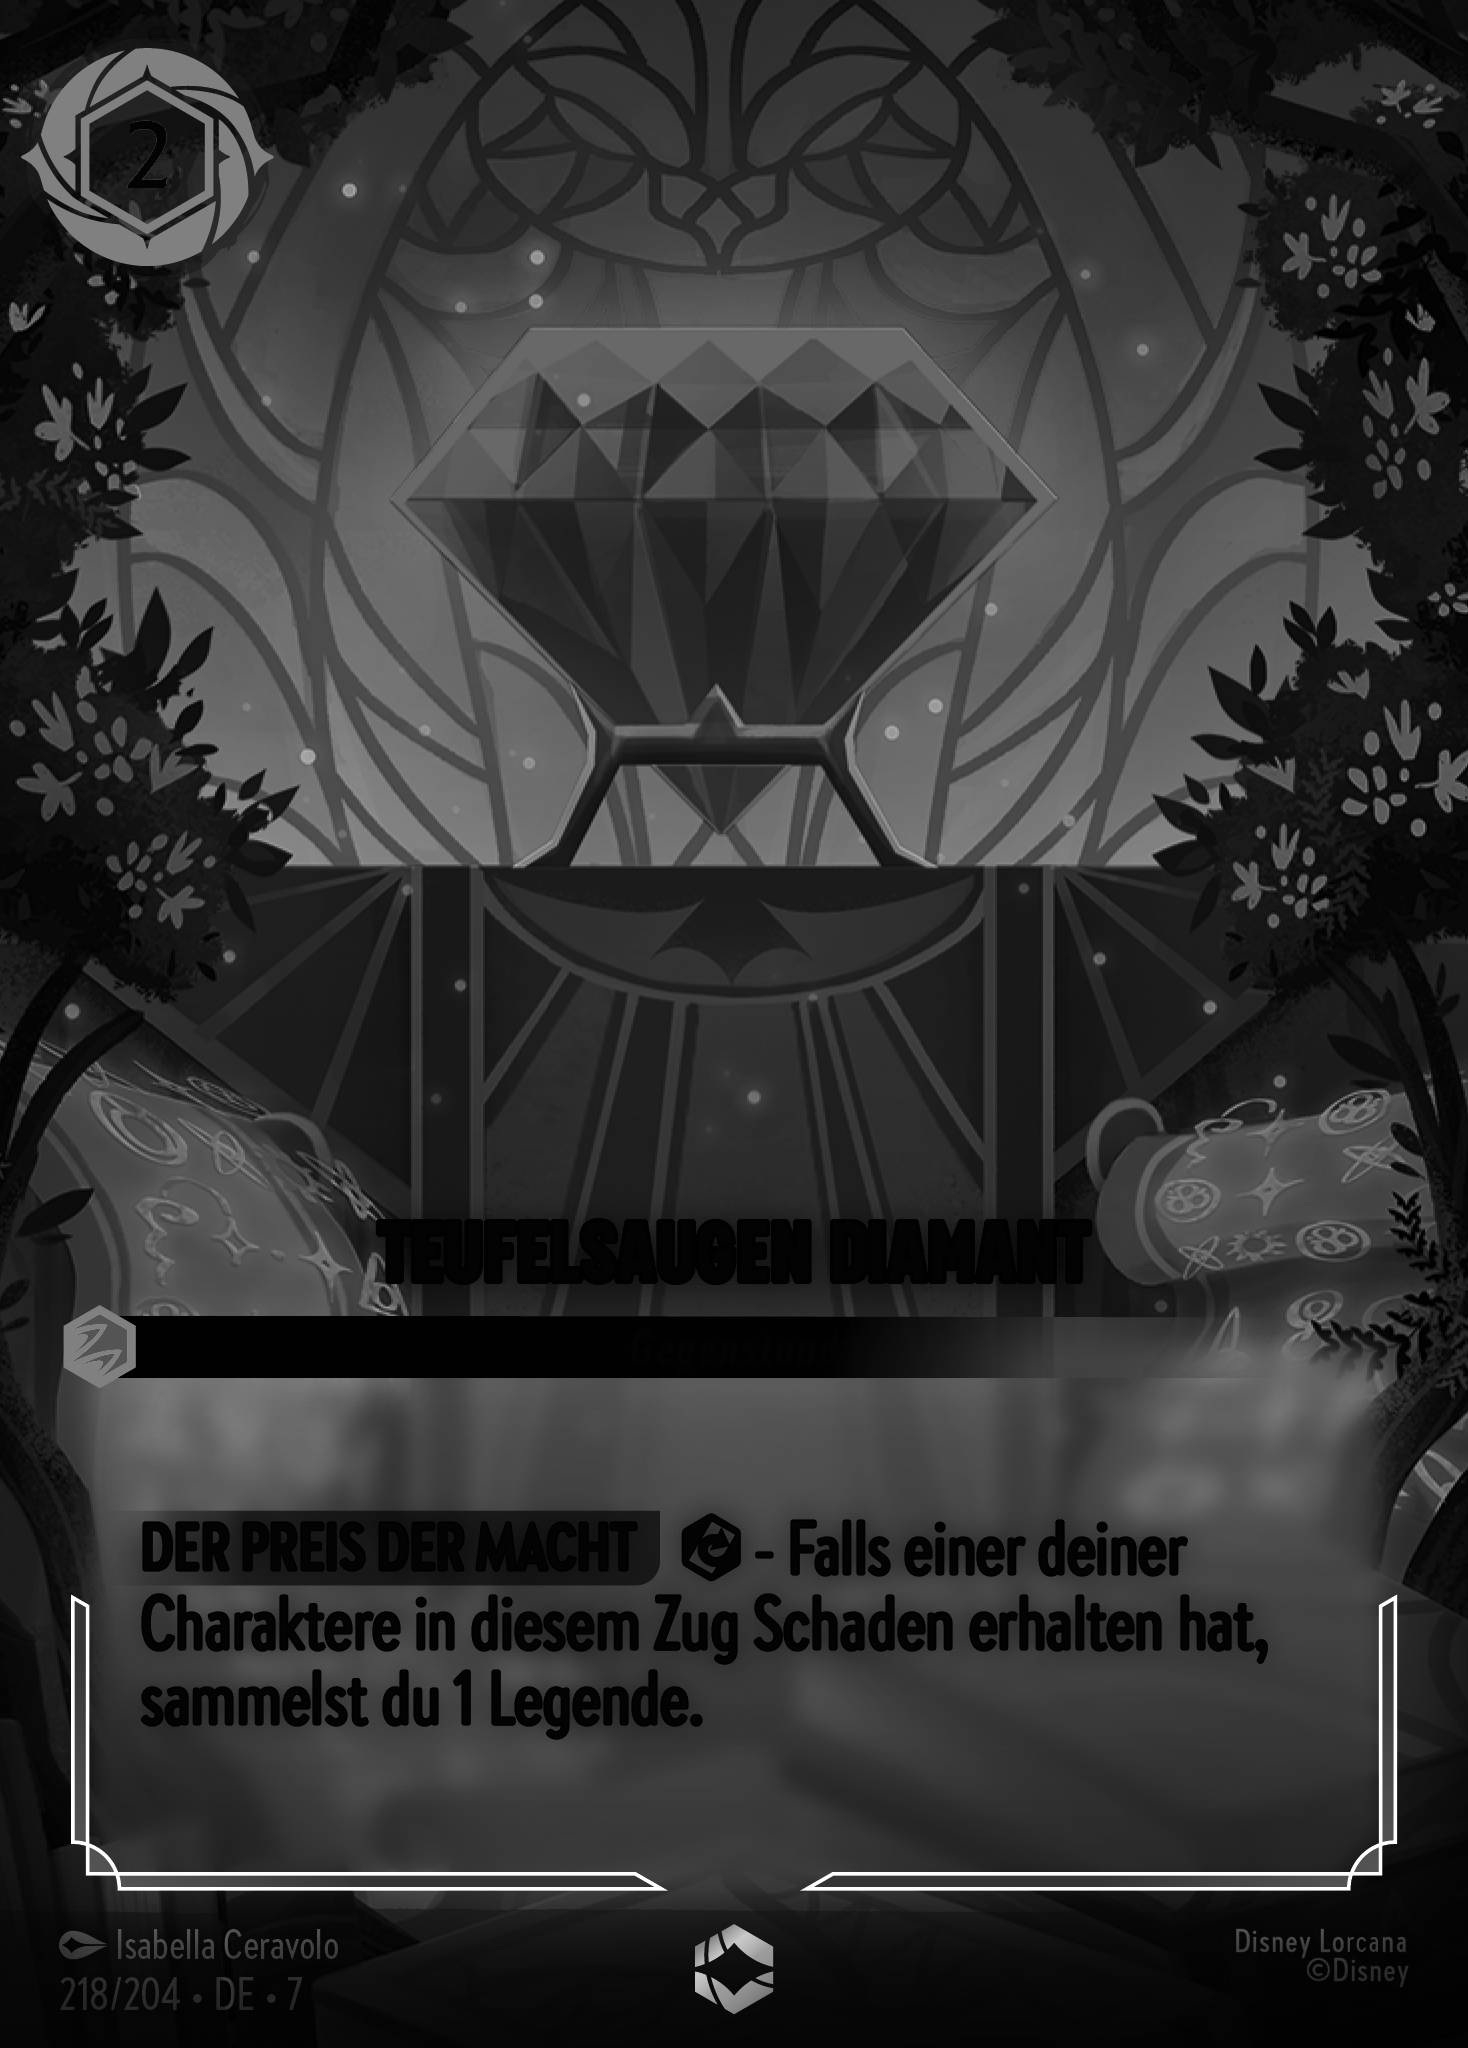 2
TEUFELSAUGEN DIAMANT
Gegenstand
DER PREIS DER MACHT - Falls einer deiner
Charaktere in diesem Zug Schaden erhalten hat,
sammelst du 1 Legende.
Isabella Ceravolo
218/204 • DE • 7
Disney Lorcana
©Disney